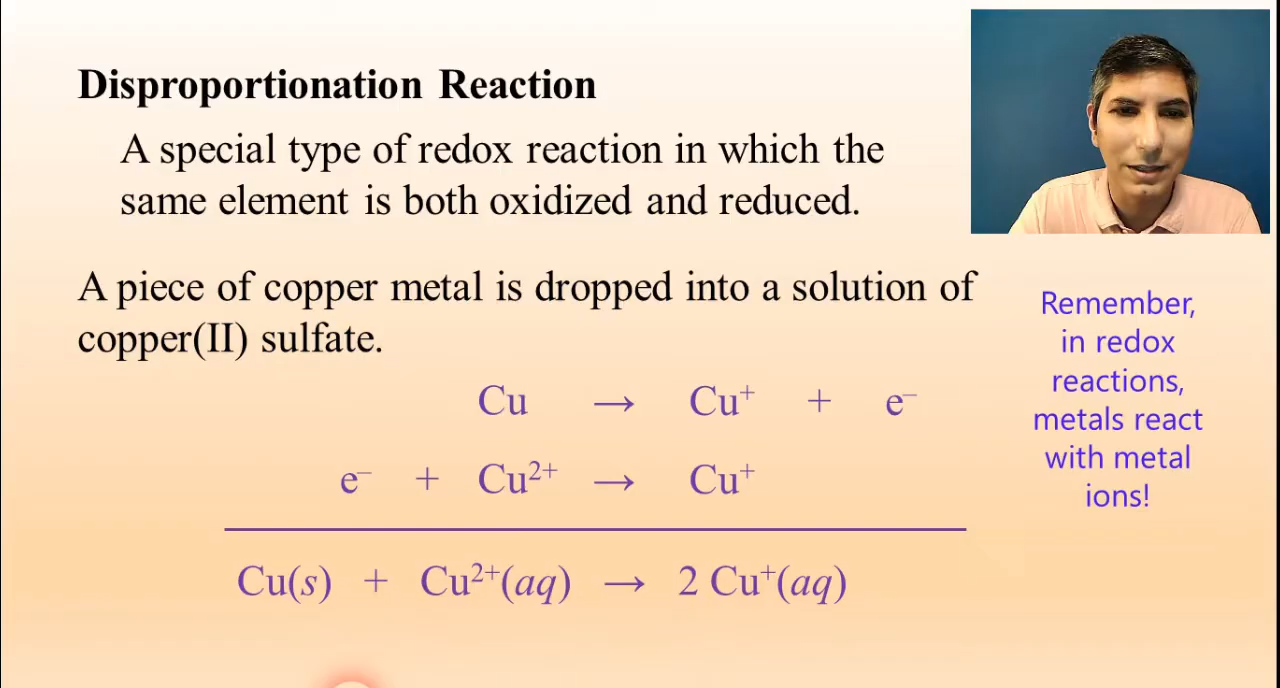 Disproportionation Reaction
A special type of redox reaction in which the
same element is both oxidized and reduced.
A piece of copper metal is dropped into a solution of
copper(II) sulfate.
Cu → Cu⁺ + e⁻
e⁻ + Cu²⁺ → Cu⁺
Cu(s) + Cu²⁺(aq) → 2 Cu⁺(aq)
Remember,
in redox
reactions,
metals react
with metal
ions!